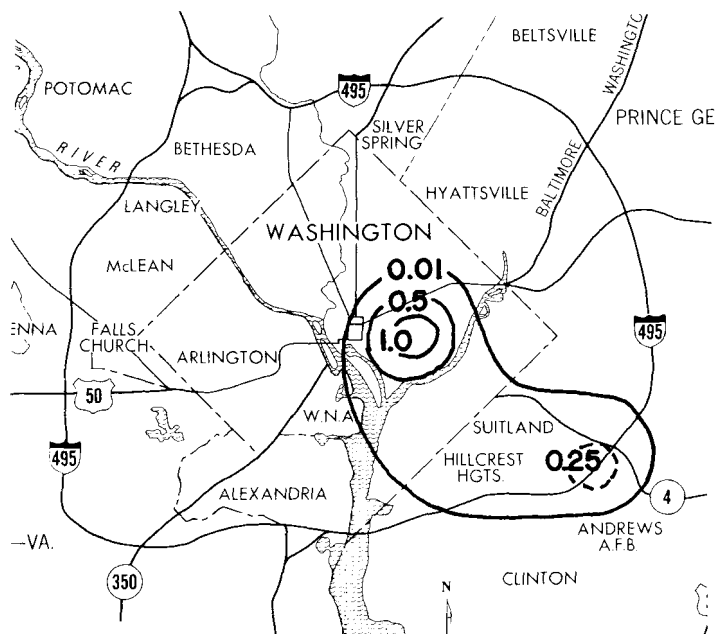 BELTSVILLE
WASHINGTON
POTOMAC
495
PRINCE GE
SILVER
SPRING
RIVER
BETHESDA
HYATTSVILLE
BALTIMORE
LANGLEY
WASHINGTON
McLEAN
0.01
0.5
ENNA
FALLS
CHURCH
1.0
495
ARLINGTON
50
W.N.A.
SUITLAND
495
HILLCREST
HGTS.
0.25
ALEXANDRIA
4
ANDREWS
A.F.B.
VA.
350
CLINTON
N